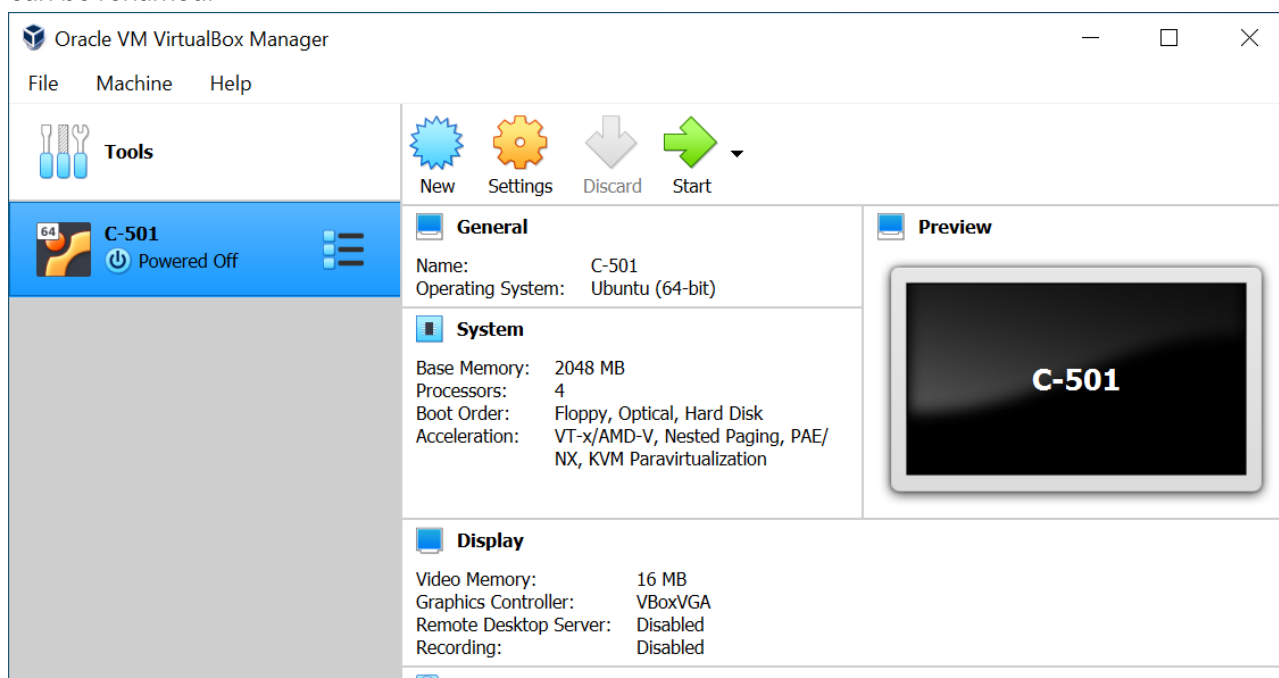 Oracle VM VirtualBox Manager
File Machine Help
Tools
New Settings Discard Start
64
C-501
Powered Off
General
Name: C-501
Operating System: Ubuntu (64-bit)
System
Base Memory: 2048 MB
Processors: 4
Boot Order: Floppy, Optical, Hard Disk
Acceleration: VT-x/AMD-V, Nested Paging, PAE/
NX, KVM Paravirtualization
Preview
C-501
Display
Video Memory: 16 MB
Graphics Controller: VBoxVGA
Remote Desktop Server: Disabled
Recording: Disabled